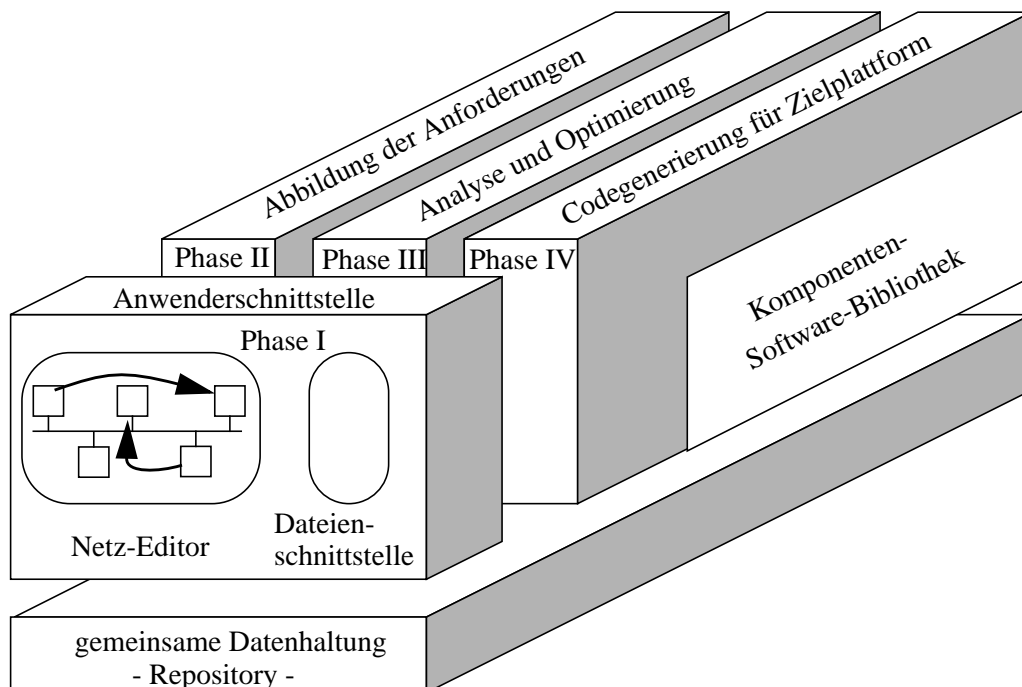 Abbildung der Anforderungen
Analyse und Optimierung
Codegenerierung für Zielplattform
Phase II
Phase III
Phase IV
Komponenten-
Software-Bibliothek
Anwenderschnittstelle
Phase I
Netz-Editor
Dateien-
schnittstelle
gemeinsame Datenhaltung
- Repository -